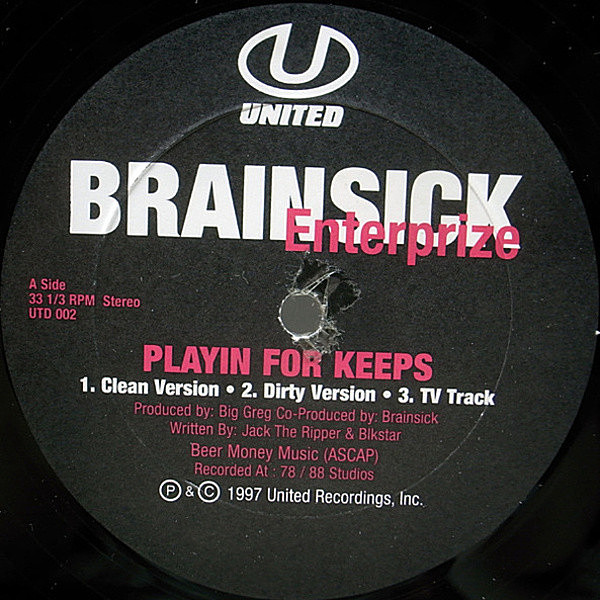 U
UNITED
BRAINSICK
Enterprize
A Side
33 1/3 RPM Stereo
UTD 002
PLAYIN FOR KEEPS
1. Clean Version • 2. Dirty Version • 3. TV Track
Produced by: Big Greg Co-Produced by: Brainsick
Written By: Jack The Ripper & Blkstar
Beer Money Music (ASCAP)
Recorded At : 78 / 88 Studios
Ⓟ & © 1997 United Recordings, Inc.